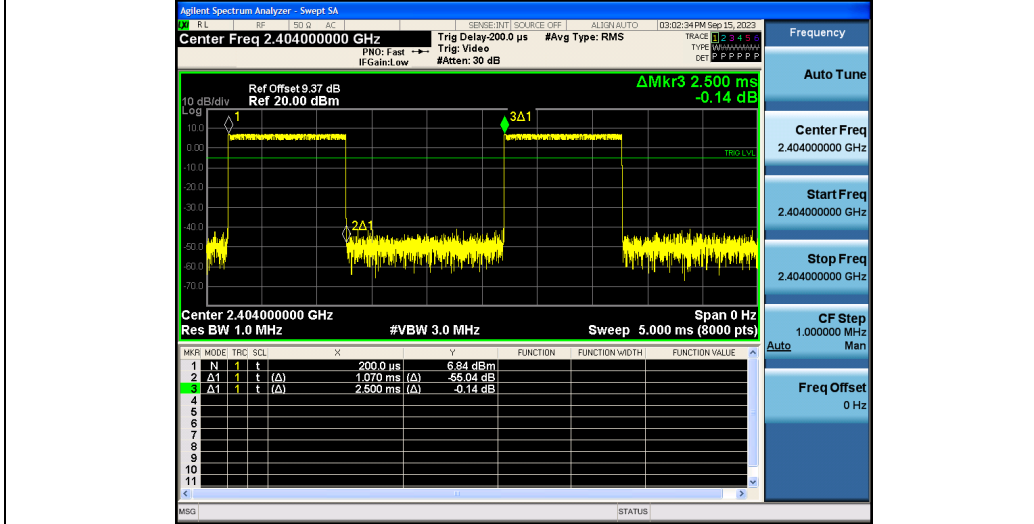 Agilent Spectrum Analyzer - Swept SA
LXI RL RF 50 Ω AC SENSE:INT SOURCE OFF ALIGN AUTO 03:02:34 PM Sep 15, 2023
Center Freq 2.404000000 GHz
PNO: Fast
IFGain:Low
Trig Delay-200.0 µs
Trig: Video
#Atten: 30 dB
#Avg Type: RMS
TRACE 1 2 3 4 5 6
TYPE
DET P P P P P P
ΔMkr3 2.500 ms
-0.14 dB
Ref Offset 9.37 dB
10 dB/div Ref 20.00 dBm
Log
1
3Δ1
10.0
0.00
TRIG LVL
-10.0
-20.0
-30.0
-40.0
2Δ1
-50.0
-60.0
-70.0
Center 2.404000000 GHz Span 0 Hz
Res BW 1.0 MHz #VBW 3.0 MHz Sweep 5.000 ms (8000 pts)
MKR MODE TRC SCL X Y FUNCTION FUNCTION WIDTH FUNCTION VALUE
1 N 1 t 200.0 µs 6.84 dBm
2 Δ1 1 t (Δ) 1.070 ms (Δ) -55.04 dB
3 Δ1 1 t (Δ) 2.500 ms (Δ) -0.14 dB
4
5
6
7
8
9
10
11
MSG STATUS
Frequency
Auto Tune
Center Freq
2.404000000 GHz
Start Freq
2.404000000 GHz
Stop Freq
2.404000000 GHz
CF Step
1.000000 MHz
Auto Man
Freq Offset
0 Hz